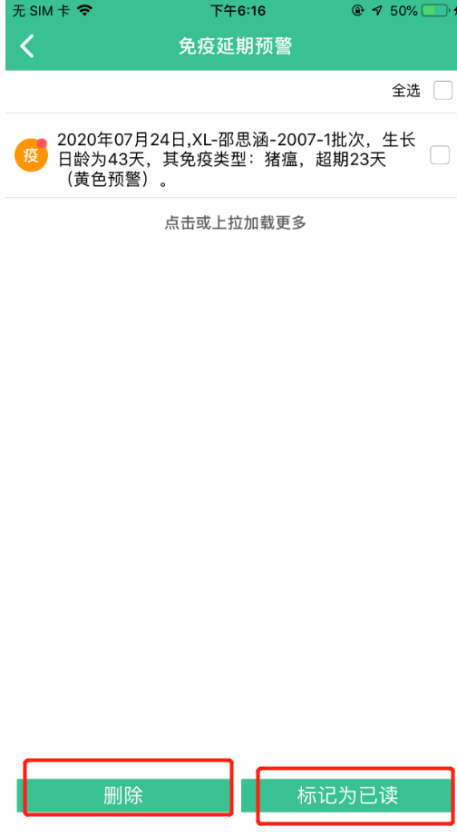 无 SIM 卡 下午6:16 50%
免疫延期预警
全选
疫
2020年07月24日,XL-邵思涵-2007-1批次，生长
日龄为43天，其免疫类型：猪瘟，超期23天
（黄色预警）。
点击或上拉加载更多
删除 标记为已读